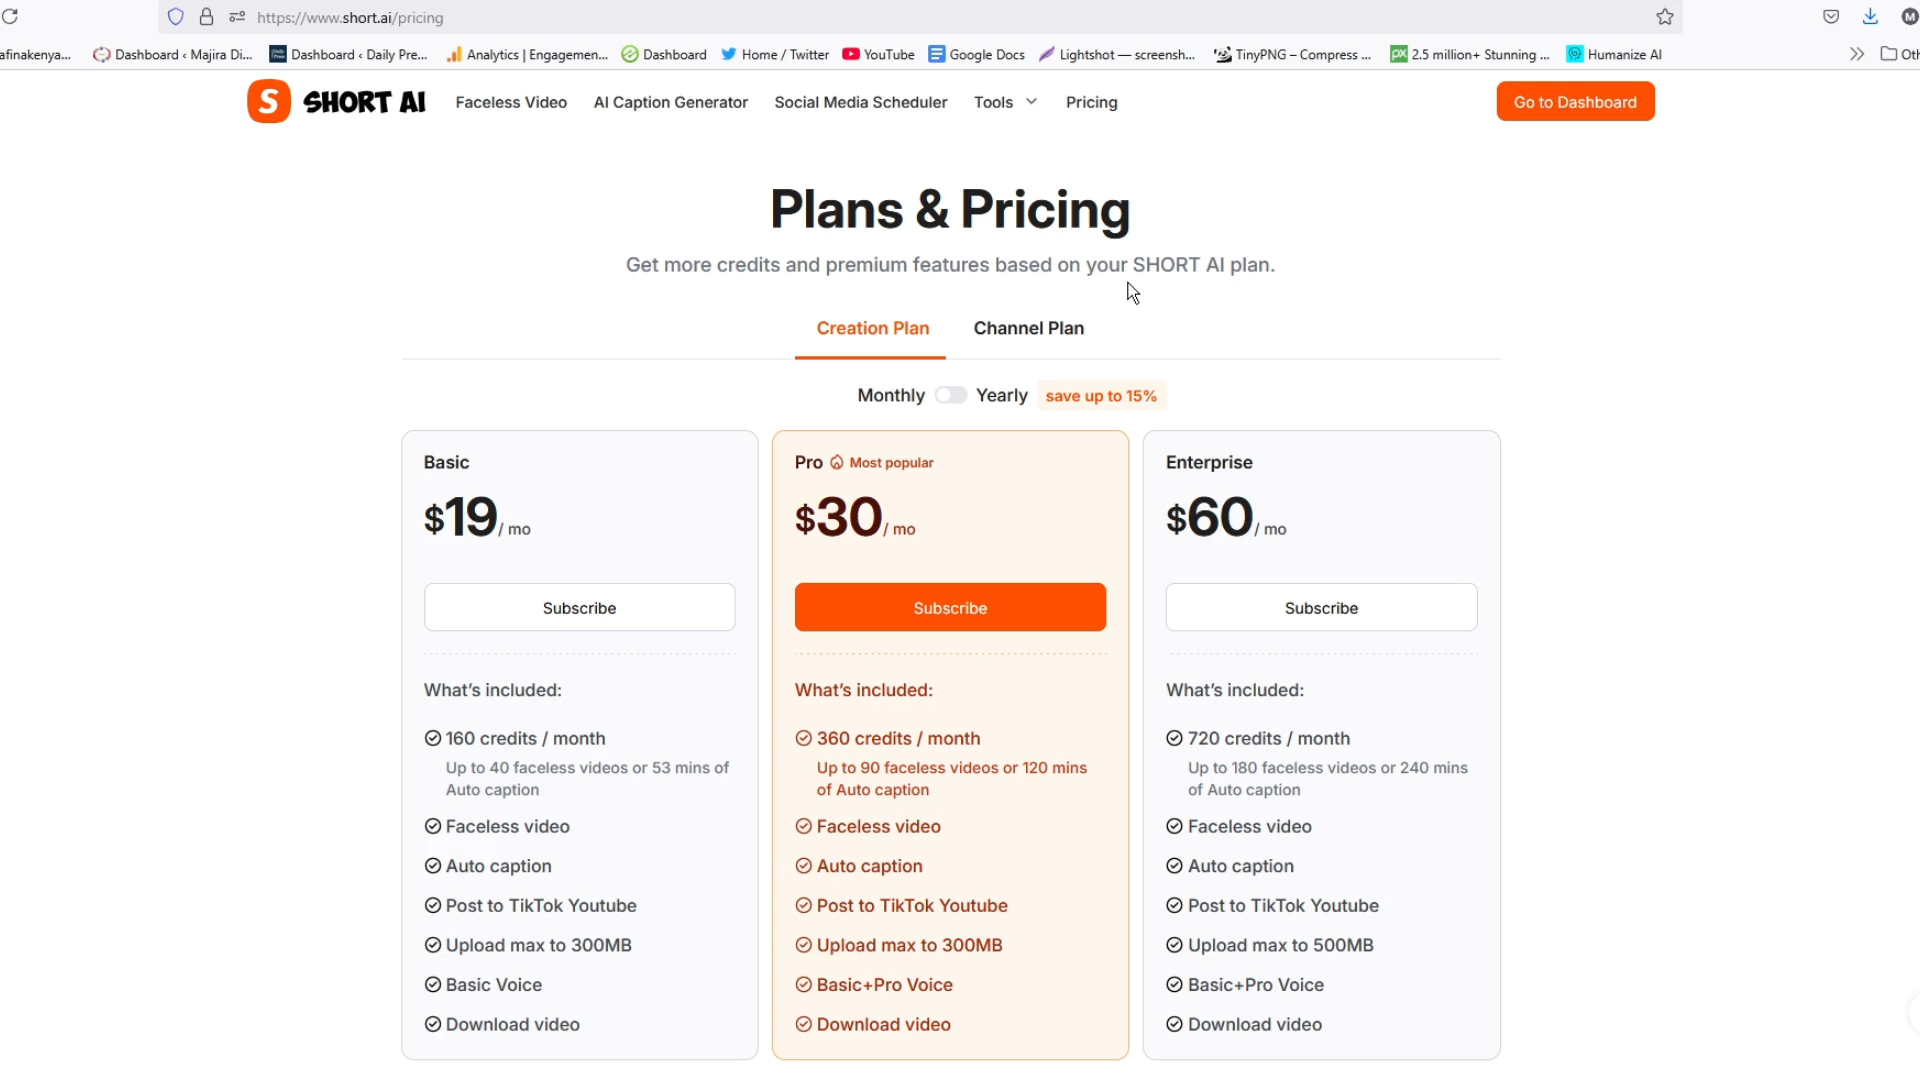 https://www.short.ai/pricing
M
afinakenya... Dashboard ‹ Majira Di... Dashboard ‹ Daily Pre... Analytics | Engagemen... Dashboard Home / Twitter YouTube Google Docs Lightshot — screensh... TinyPNG – Compress ... px 2.5 million+ Stunning ... Humanize AI Oth
S SHORT AI Faceless Video AI Caption Generator Social Media Scheduler Tools Pricing Go to Dashboard
Plans & Pricing
Get more credits and premium features based on your SHORT AI plan.
Creation Plan Channel Plan
Monthly Yearly save up to 15%
Basic
$19 / mo
Subscribe
What's included:
160 credits / month
Up to 40 faceless videos or 53 mins of
Auto caption
Faceless video
Auto caption
Post to TikTok Youtube
Upload max to 300MB
Basic Voice
Download video
Pro Most popular
$30 / mo
Subscribe
What's included:
360 credits / month
Up to 90 faceless videos or 120 mins
of Auto caption
Faceless video
Auto caption
Post to TikTok Youtube
Upload max to 300MB
Basic+Pro Voice
Download video
Enterprise
$60 / mo
Subscribe
What's included:
720 credits / month
Up to 180 faceless videos or 240 mins
of Auto caption
Faceless video
Auto caption
Post to TikTok Youtube
Upload max to 500MB
Basic+Pro Voice
Download video